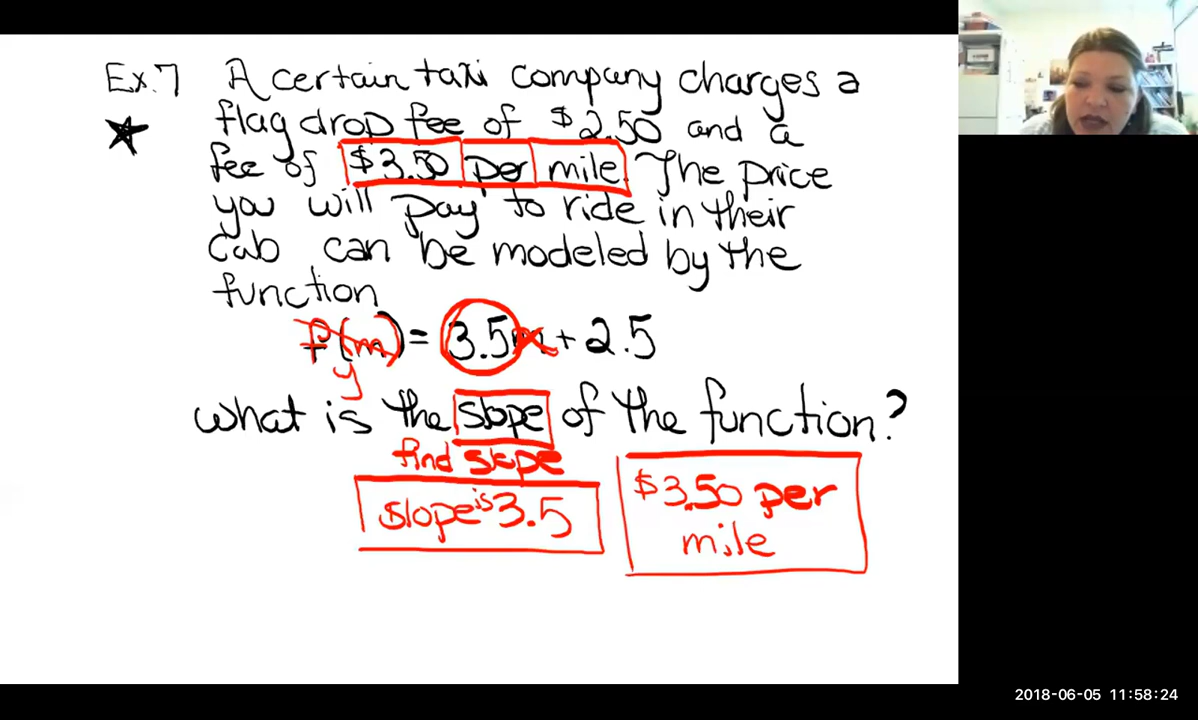 Ex.7 A certain taxi company charges a
★ flag drop fee of $2.50 and a
fee of $3.50 per mile. The price
you will pay to ride in their
Cab can be modeled by the
function
P(m) = 3.5m + 2.5
y x
What is the slope of the function?
find slope
slope is 3.5
$3.50 per
mile
2018-06-05 11:58:24